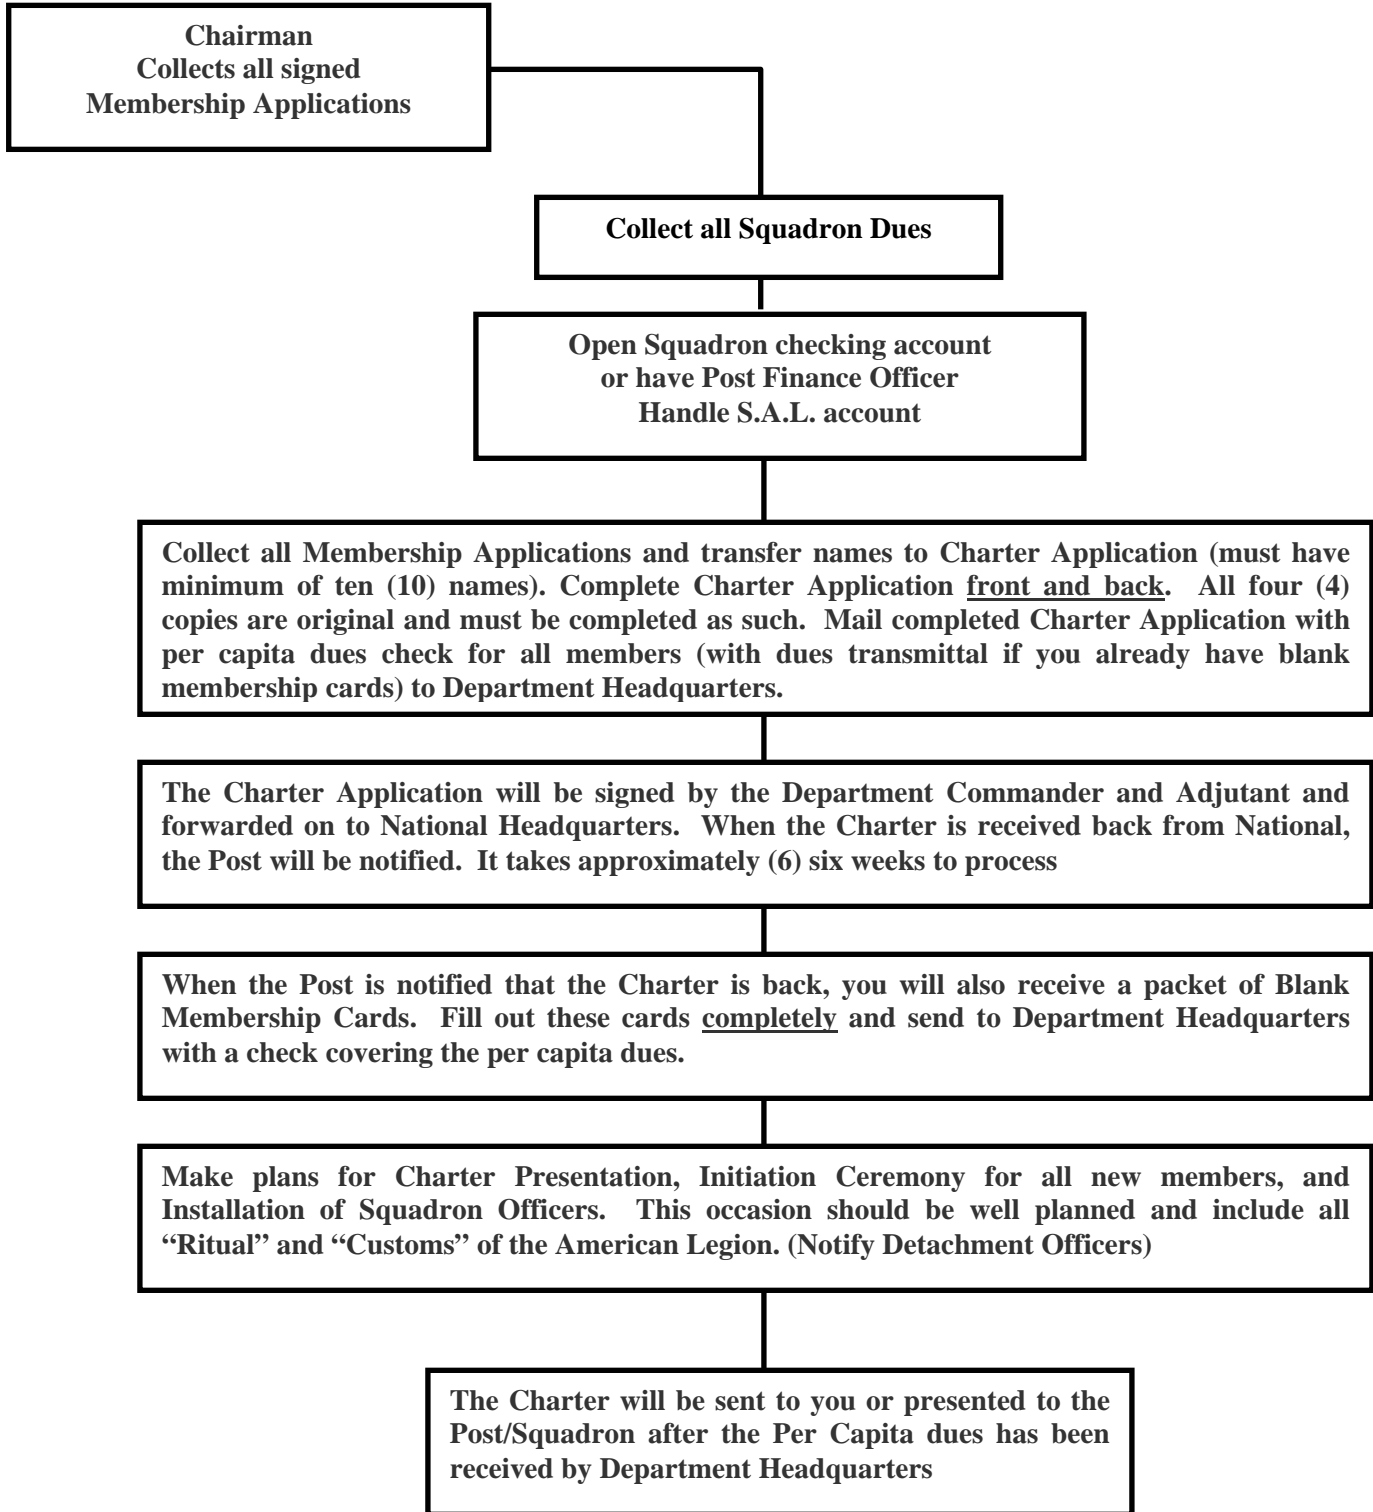 Chairman
Collects all signed
Membership Applications
Collect all Squadron Dues
Open Squadron checking account
or have Post Finance Officer
Handle S.A.L. account
Collect all Membership Applications and transfer names to Charter Application (must have
minimum of ten (10) names). Complete Charter Application front and back. All four (4)
copies are original and must be completed as such. Mail completed Charter Application with
per capita dues check for all members (with dues transmittal if you already have blank
membership cards) to Department Headquarters.
The Charter Application will be signed by the Department Commander and Adjutant and
forwarded on to National Headquarters. When the Charter is received back from National,
the Post will be notified. It takes approximately (6) six weeks to process
When the Post is notified that the Charter is back, you will also receive a packet of Blank
Membership Cards. Fill out these cards completely and send to Department Headquarters
with a check covering the per capita dues.
Make plans for Charter Presentation, Initiation Ceremony for all new members, and
Installation of Squadron Officers. This occasion should be well planned and include all
“Ritual” and “Customs” of the American Legion. (Notify Detachment Officers)
The Charter will be sent to you or presented to the
Post/Squadron after the Per Capita dues has been
received by Department Headquarters